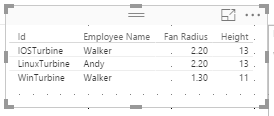 Id Employee Name Fan Radius Height
IOSTurbine Walker 2.20 13
LinuxTurbine Andy 2.20 13
WinTurbine Walker 1.30 11